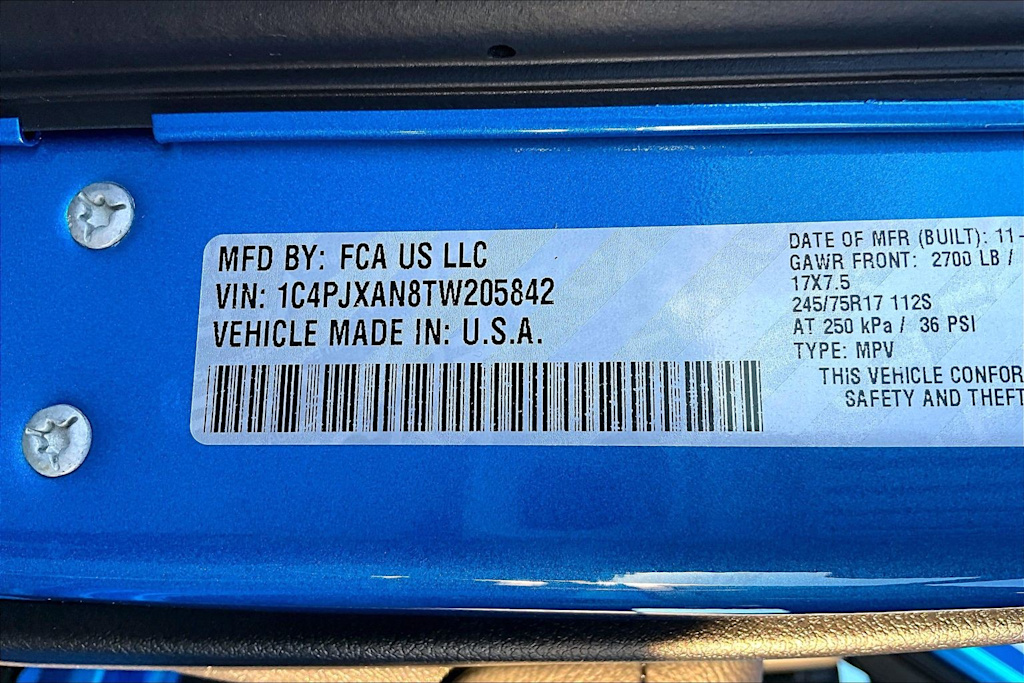 MFD BY: FCA US LLC
VIN: 1C4PJXAN8TW205842
VEHICLE MADE IN: U.S.A.
DATE OF MFR (BUILT): 11-
GAWR FRONT: 2700 LB /
17X7.5
245/75R17 112S
AT 250 kPa / 36 PSI
TYPE: MPV
THIS VEHICLE CONFOR
SAFETY AND THEFT